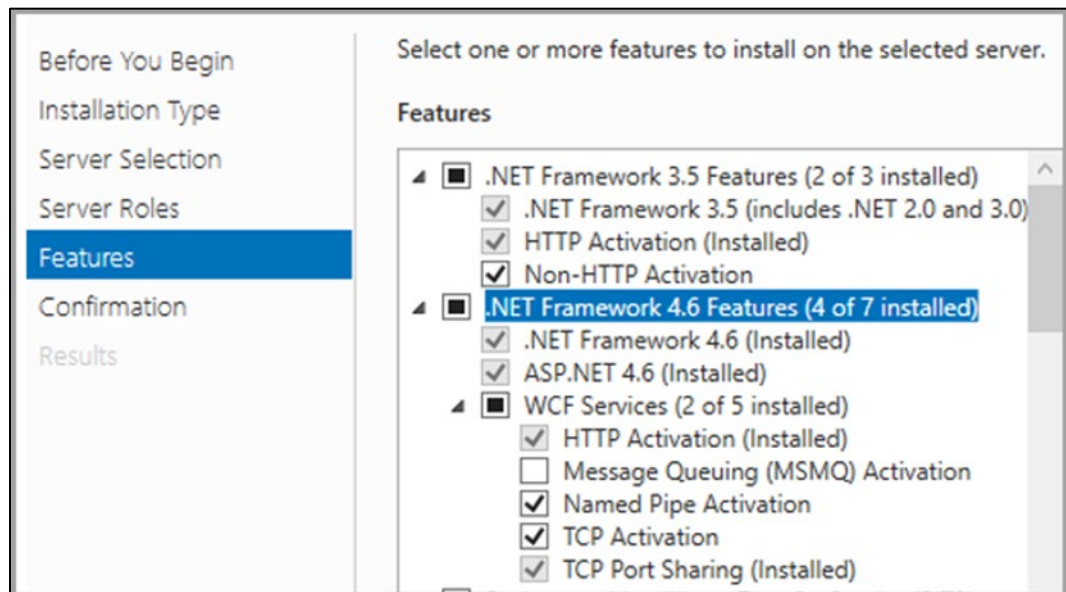 Before You Begin
Installation Type
Server Selection
Server Roles
Features
Confirmation
Results
Select one or more features to install on the selected server.
Features
.NET Framework 3.5 Features (2 of 3 installed)
.NET Framework 3.5 (includes .NET 2.0 and 3.0)
HTTP Activation (Installed)
Non-HTTP Activation
.NET Framework 4.6 Features (4 of 7 installed)
.NET Framework 4.6 (Installed)
ASP.NET 4.6 (Installed)
WCF Services (2 of 5 installed)
HTTP Activation (Installed)
Message Queuing (MSMQ) Activation
Named Pipe Activation
TCP Activation
TCP Port Sharing (Installed)